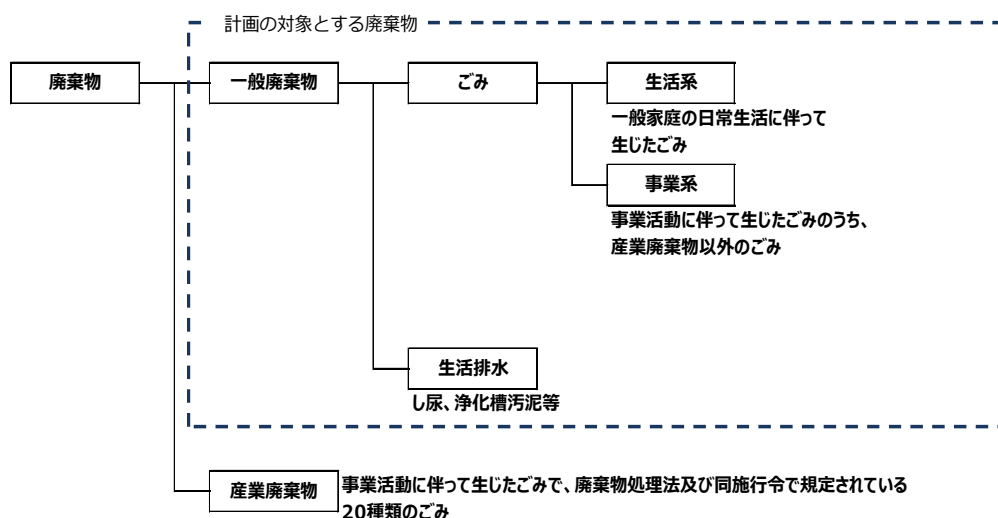 計画の対象とする廃棄物
廃棄物
一般廃棄物
ごみ
生活系
一般家庭の日常生活に伴って
生じたごみ
事業系
事業活動に伴って生じたごみのうち、
産業廃棄物以外のごみ
生活排水
し尿、浄化槽汚泥等
産業廃棄物
事業活動に伴って生じたごみで、廃棄物処理法及び同施行令で規定されている
20種類のごみ